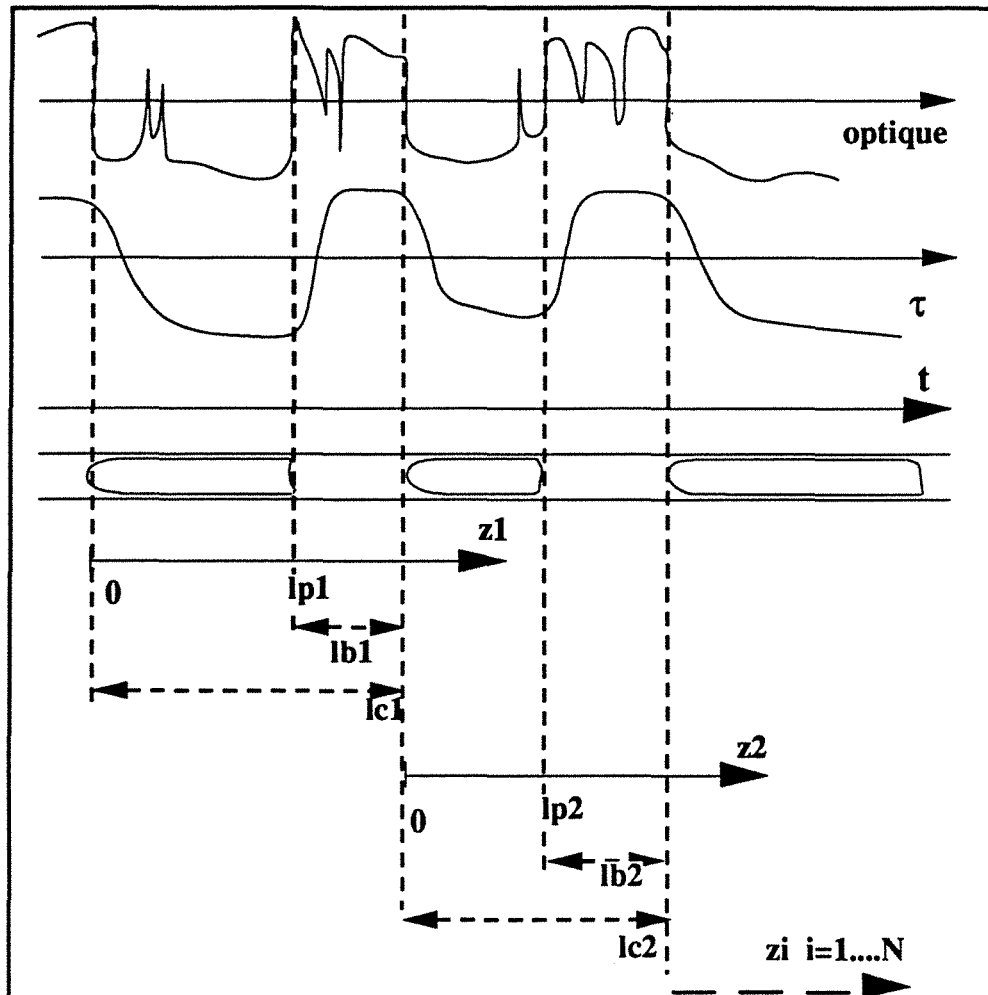 optique
τ
t
z1
0
lp1
lb1
lc1
z2
0
lp2
lb2
lc2
zi i=1....N